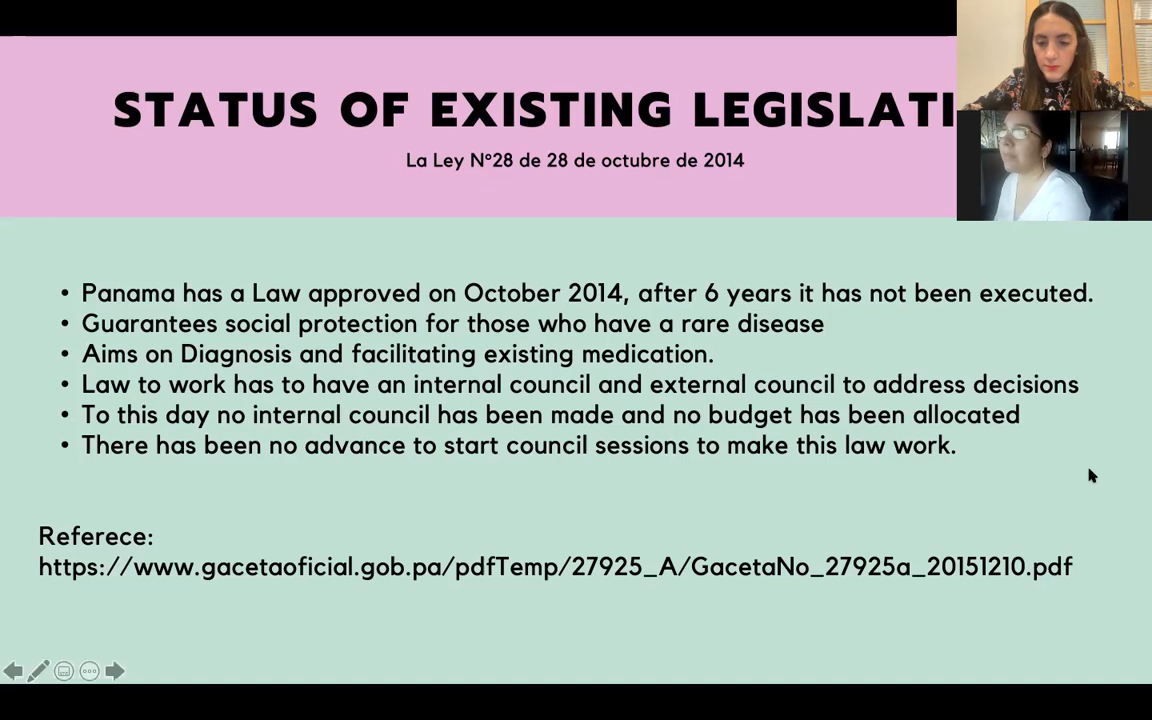 STATUS OF EXISTING LEGISLATI
La Ley N°28 de 28 de octubre de 2014
• Panama has a Law approved on October 2014, after 6 years it has not been executed.
• Guarantees social protection for those who have a rare disease
• Aims on Diagnosis and facilitating existing medication.
• Law to work has to have an internal council and external council to address decisions
• To this day no internal council has been made and no budget has been allocated
• There has been no advance to start council sessions to make this law work.
Referece:
https://www.gacetaoficial.gob.pa/pdfTemp/27925_A/GacetaNo_27925a_20151210.pdf